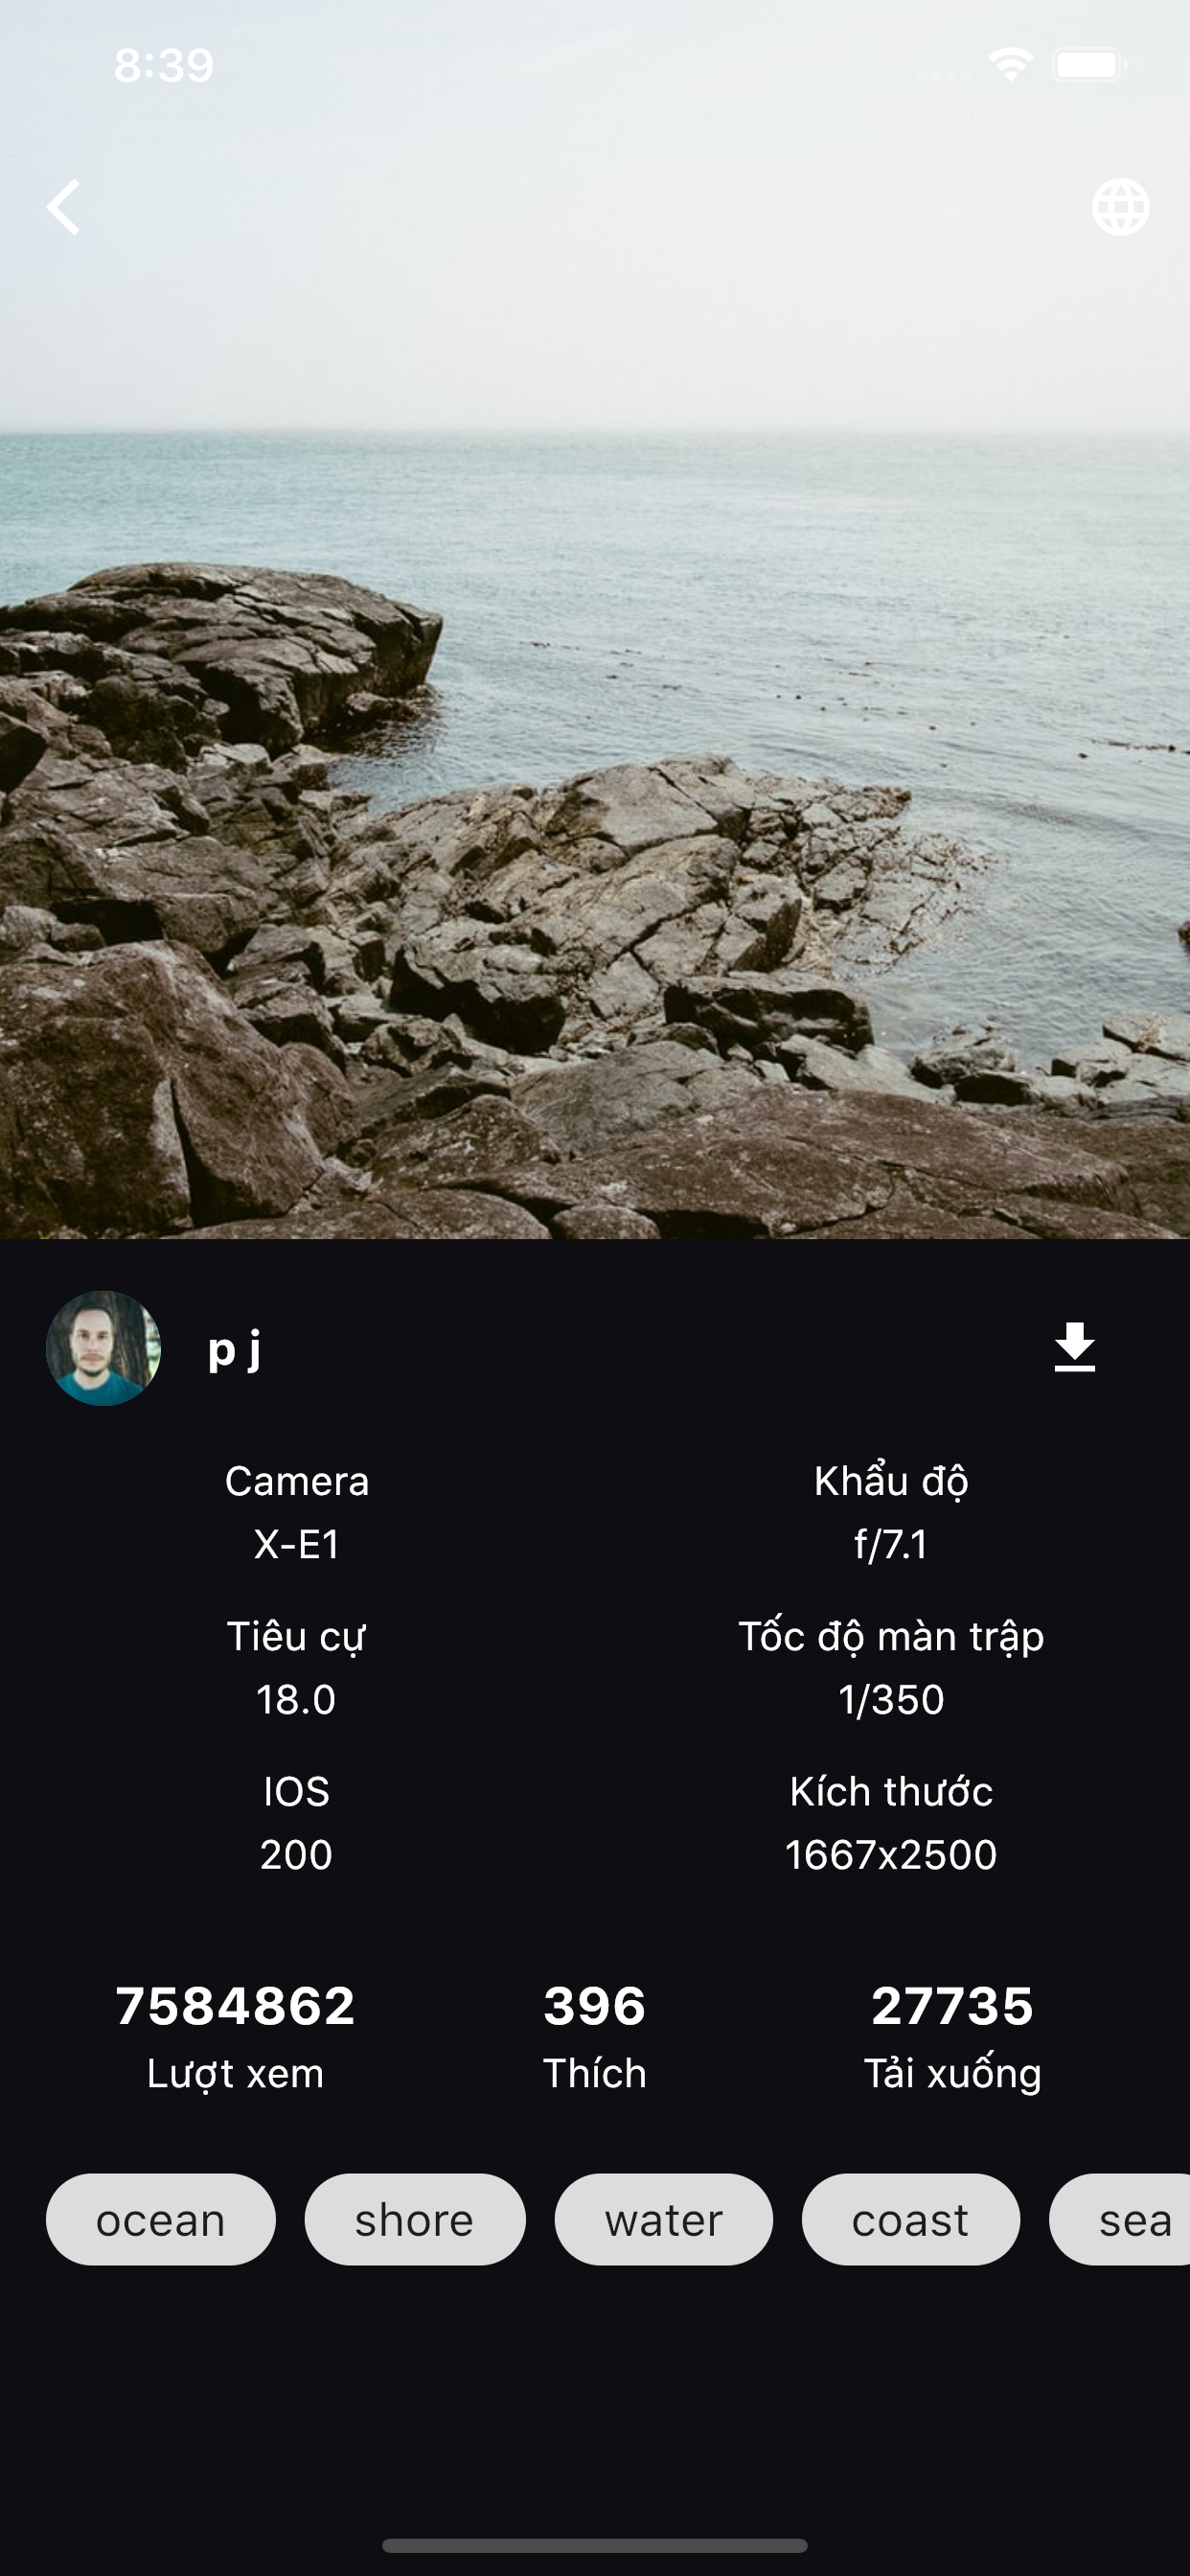 8:39
p j
Camera
Khẩu độ
X-E1
f/7.1
Tiêu cự
Tốc độ màn trập
18.0
1/350
IOS
Kích thước
200
1667x2500
7584862
396
27735
Lượt xem
Thích
Tải xuống
ocean
shore
water
coast
sea